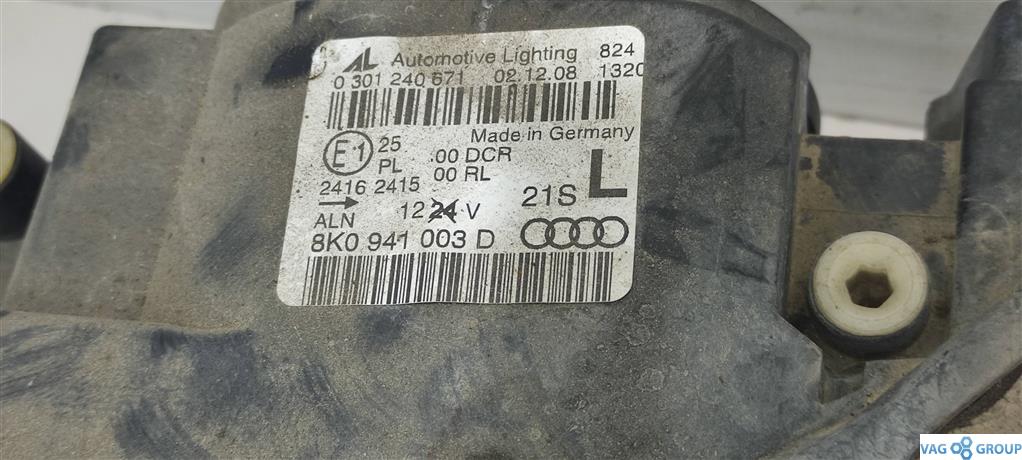 AL Automotive Lighting 824
0 301 240 671 02.12.08 1320
Made in Germany
E1 25 .00 DCR
PL 00 RL
2416 2415
21S L
ALN 12 24 V
8K0 941 003 D
VAG GROUP